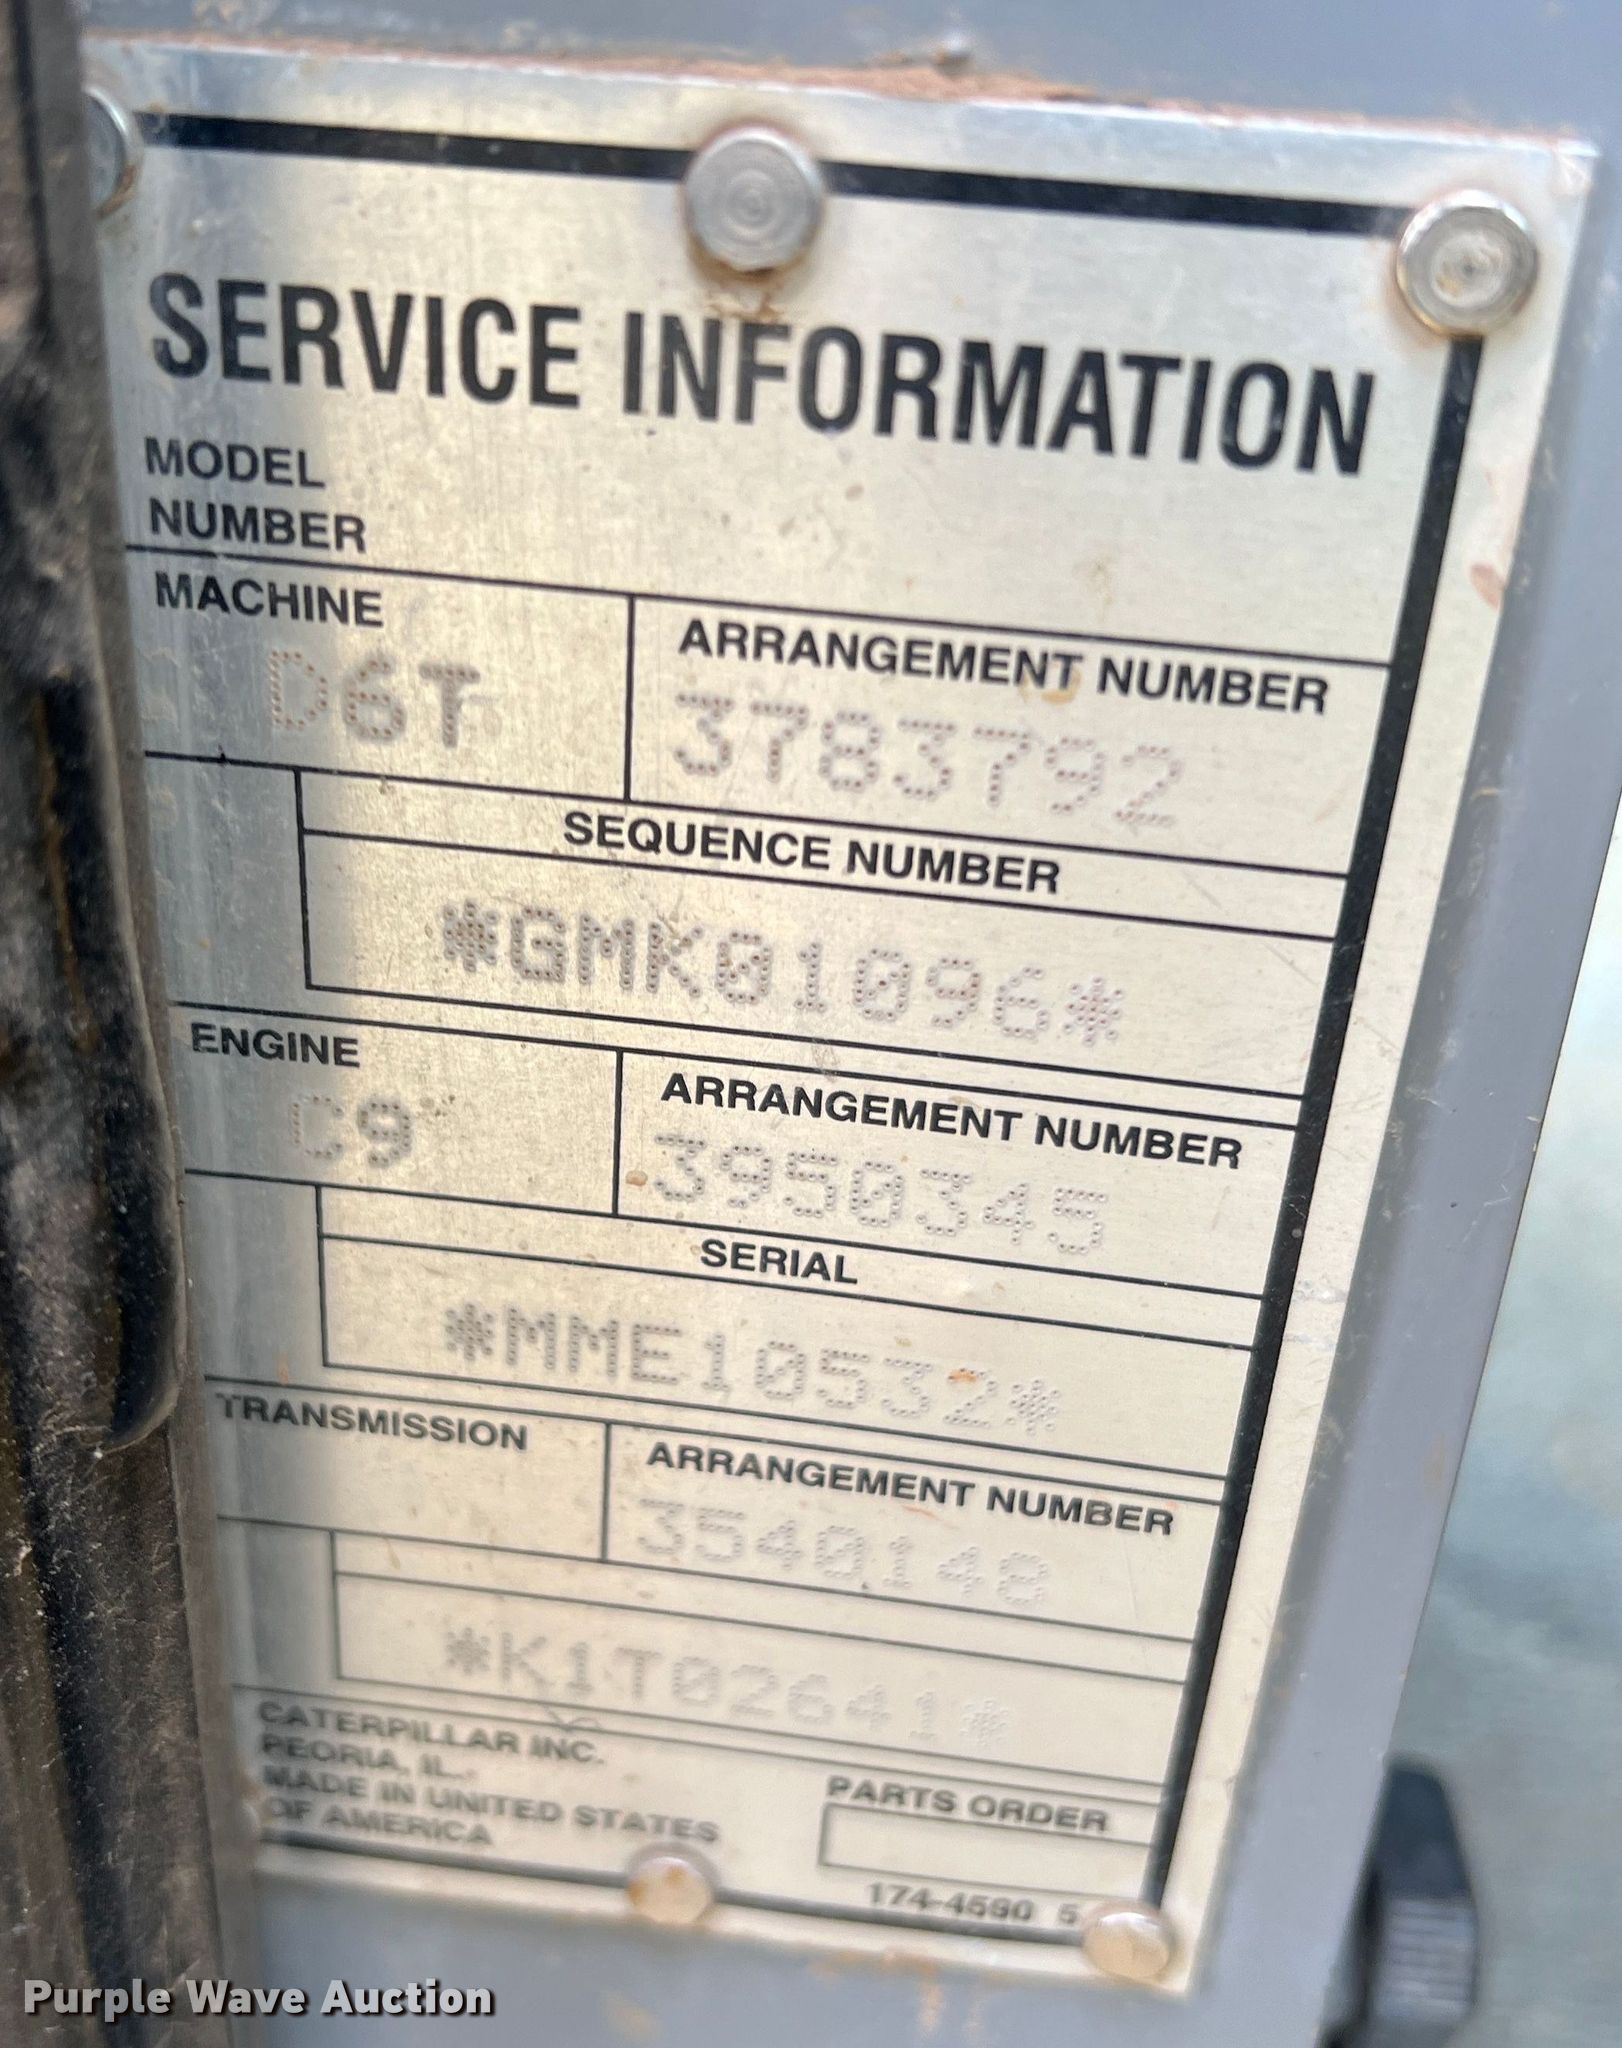 SERVICE INFORMATION
MODEL
NUMBER
MACHINE
D6T
ARRANGEMENT NUMBER
3783792
SEQUENCE NUMBER
*GMK01096*
ENGINE
C9
ARRANGEMENT NUMBER
3950345
SERIAL
*MME10532*
TRANSMISSION
ARRANGEMENT NUMBER
3540148
*K1T02641*
CATERPILLAR INC.
PEORIA, IL.
MADE IN UNITED STATES
OF AMERICA
PARTS ORDER
174-4590 5
Purple Wave Auction